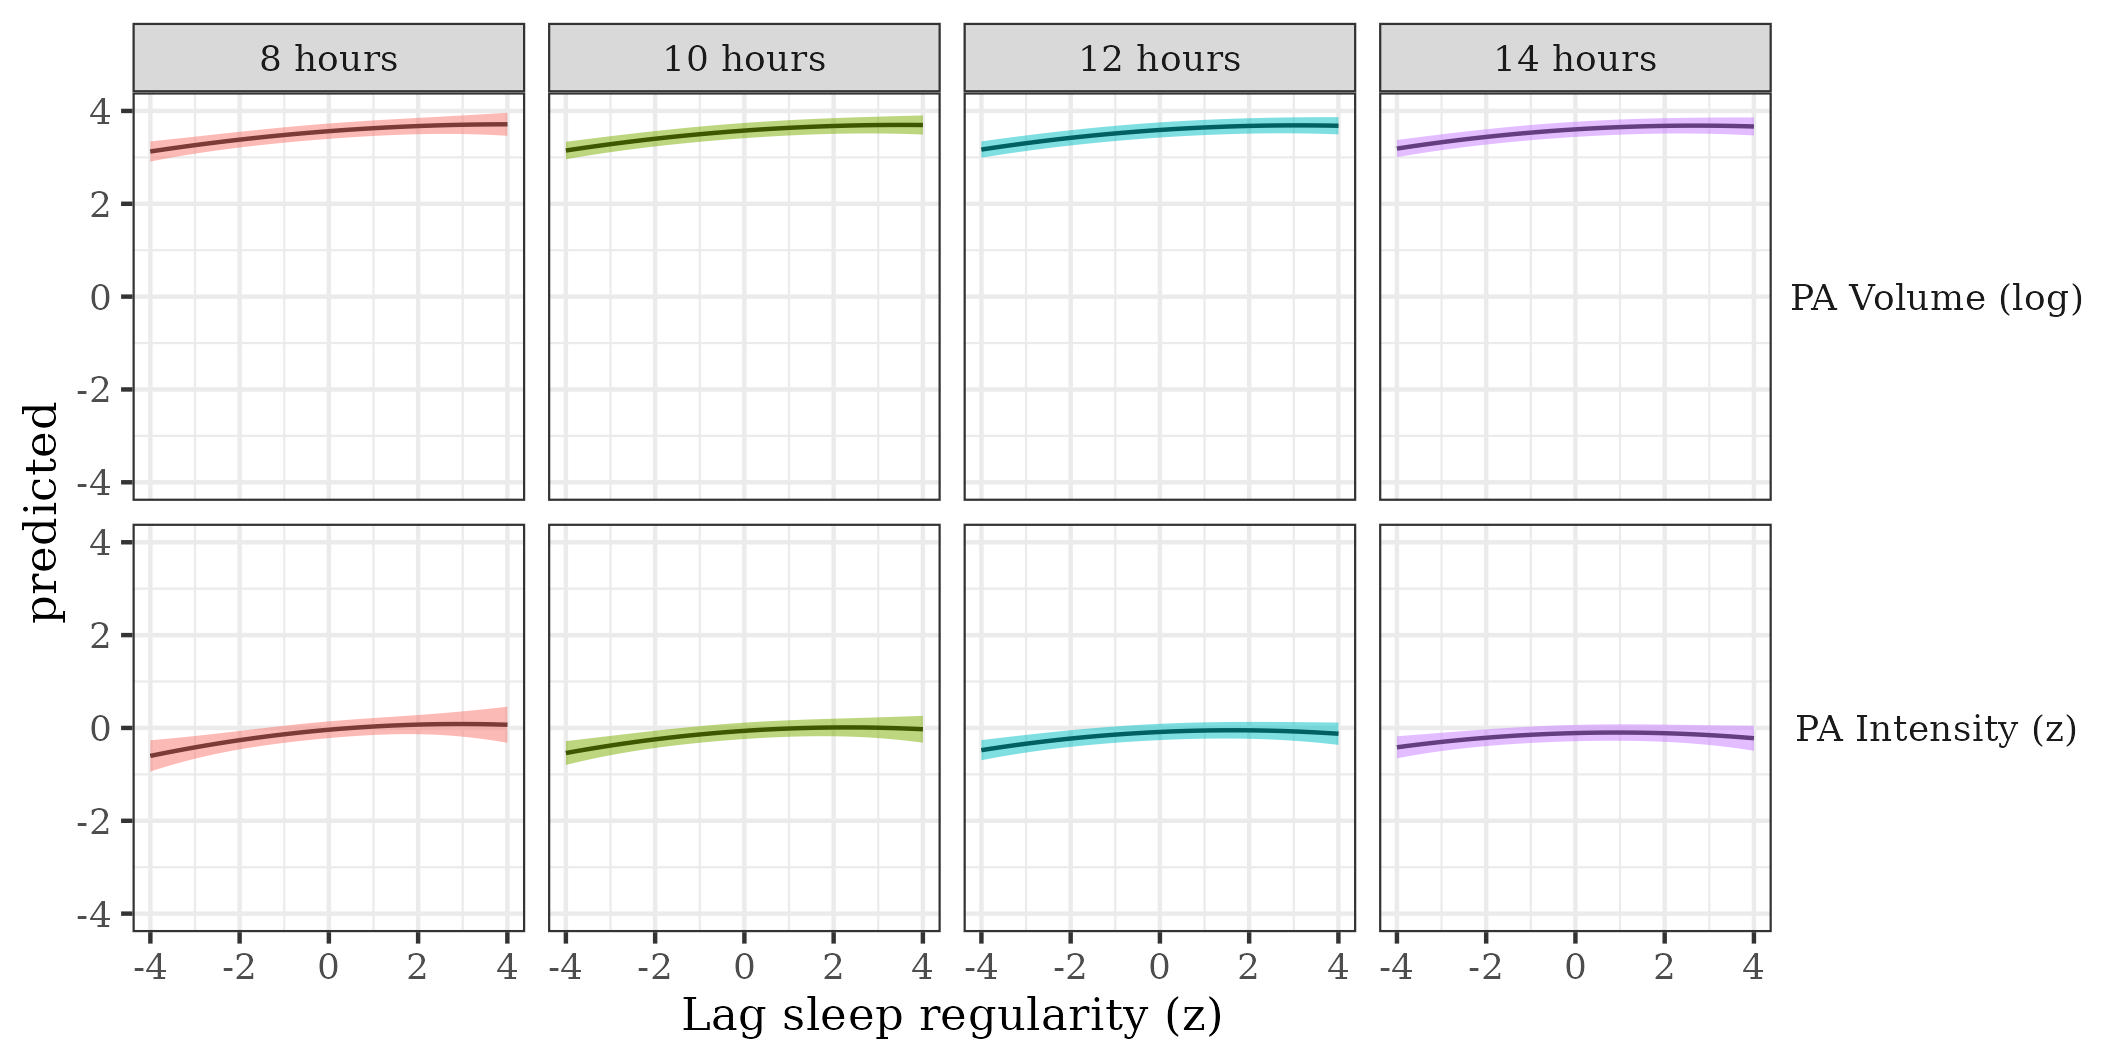 8 hours 10 hours 12 hours 14 hours
4
2
0
-2
-4
PA Volume (log)
predicted
4
2
0
-2
-4
PA Intensity (z)
-4 -2 0 2 4 -4 -2 0 2 4 -4 -2 0 2 4 -4 -2 0 2 4
Lag sleep regularity (z)